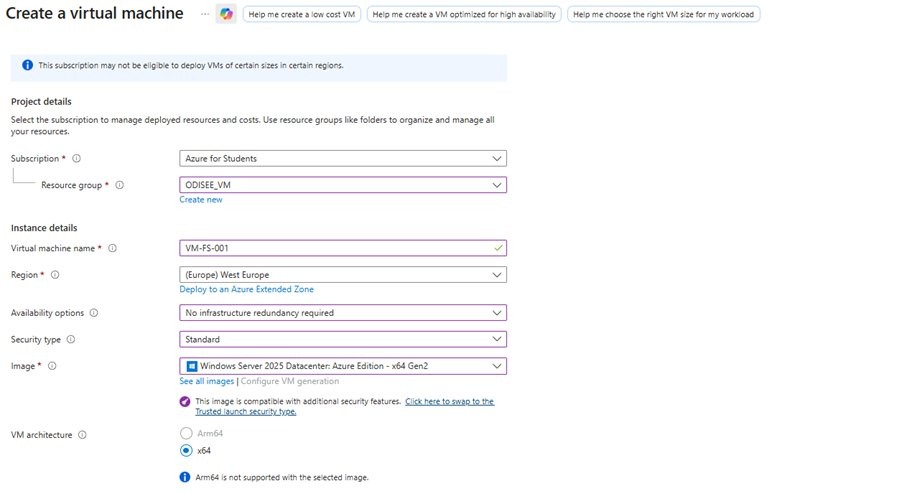 Create a virtual machine ... Help me create a low cost VM Help me create a VM optimized for high availability Help me choose the right VM size for my workload
This subscription may not be eligible to deploy VMs of certain sizes in certain regions.
Project details
Select the subscription to manage deployed resources and costs. Use resource groups like folders to organize and manage all
your resources.
Subscription * Azure for Students
Resource group * ODISEE_VM
Create new
Instance details
Virtual machine name * VM-FS-001
Region * (Europe) West Europe
Deploy to an Azure Extended Zone
Availability options No infrastructure redundancy required
Security type Standard
Image * Windows Server 2025 Datacenter: Azure Edition - x64 Gen2
See all images | Configure VM generation
This image is compatible with additional security features. Click here to swap to the
Trusted launch security type.
VM architecture Arm64
x64
Arm64 is not supported with the selected image.